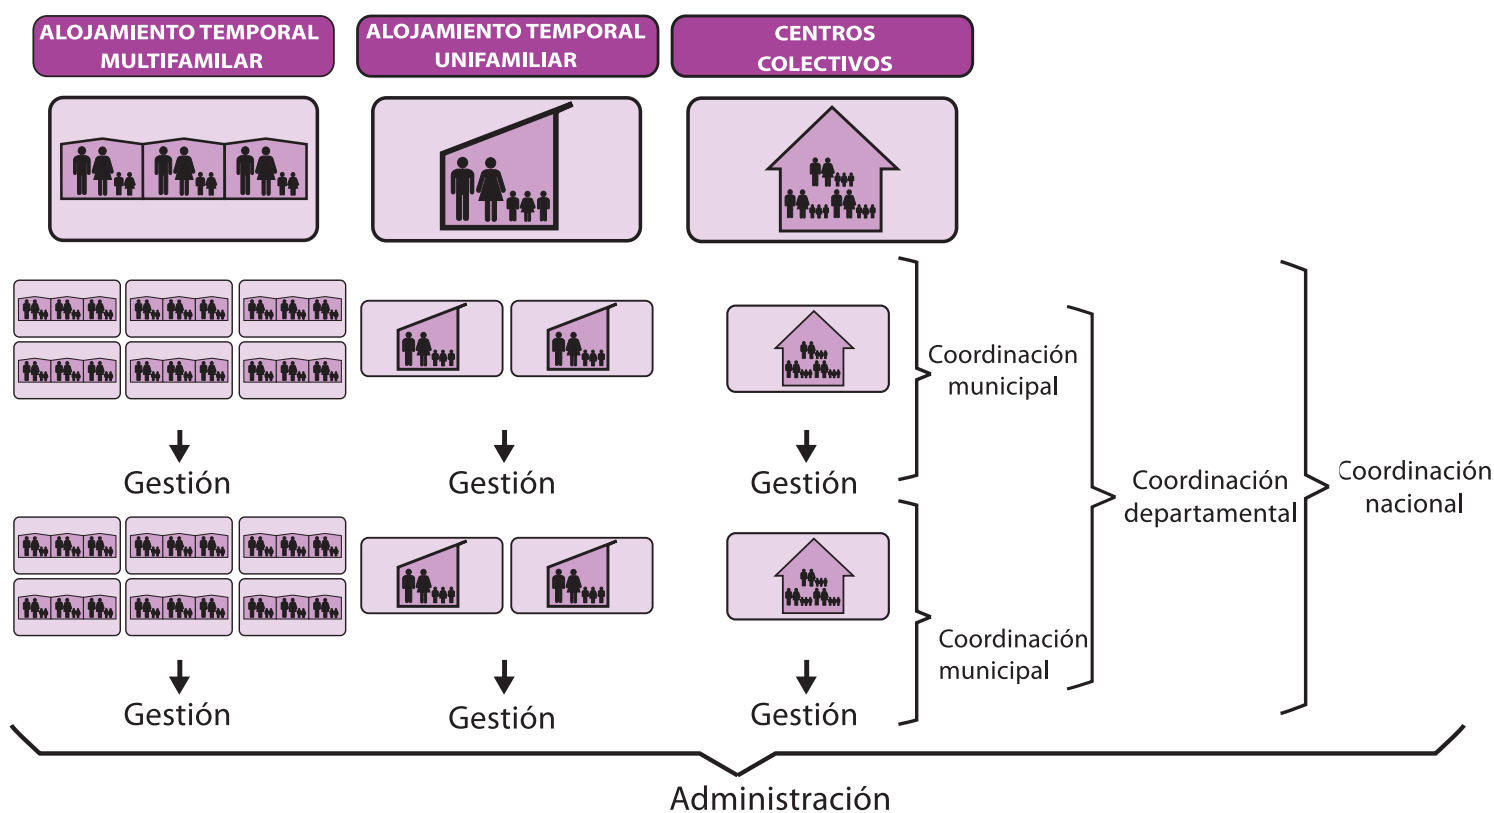 ALOJAMIENTO TEMPORAL
MULTIFAMILAR
ALOJAMIENTO TEMPORAL
UNIFAMILIAR
CENTROS
COLECTIVOS
Gestión
Gestión
Gestión
Coordinación
municipal
Coordinación
departamental
Coordinación
nacional
Coordinación
municipal
Gestión
Gestión
Gestión
Administración